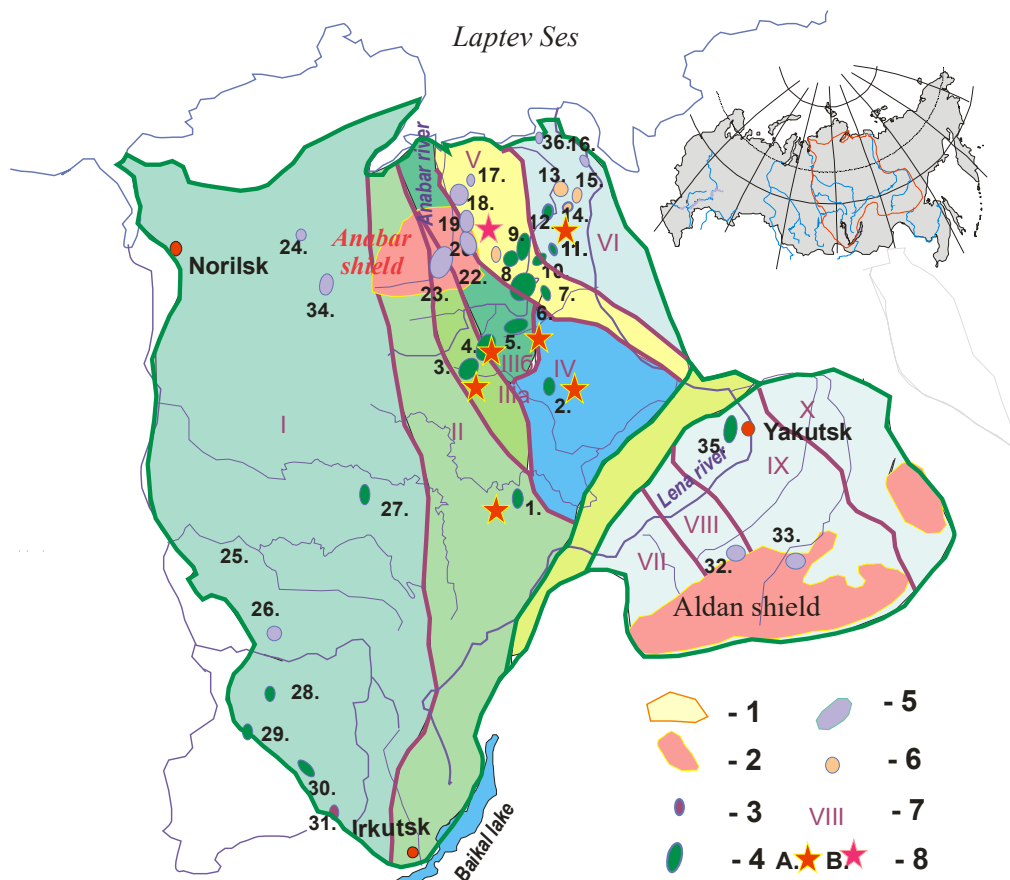 Laptev Ses
Anabar river
36.
16.
V
17.
13.
15.
18.
12.
14.
19.
9.
11.
VI
24.
Anabar
shield
Norilsk
20.
8.
10.
22.
23.
7.
34.
6.
5.
4.
IIIб
IV
3.
IIIa
2.
I
II
X
35.
Yakutsk
IX
Lena river
27.
1.
VIII
33.
25.
VII
32.
26.
Aldan shield
28.
29.
30.
31.
Irkutsk
Baikal lake
- 1
- 5
- 2
- 6
- 3
VIII - 7
- 4
A. B. - 8